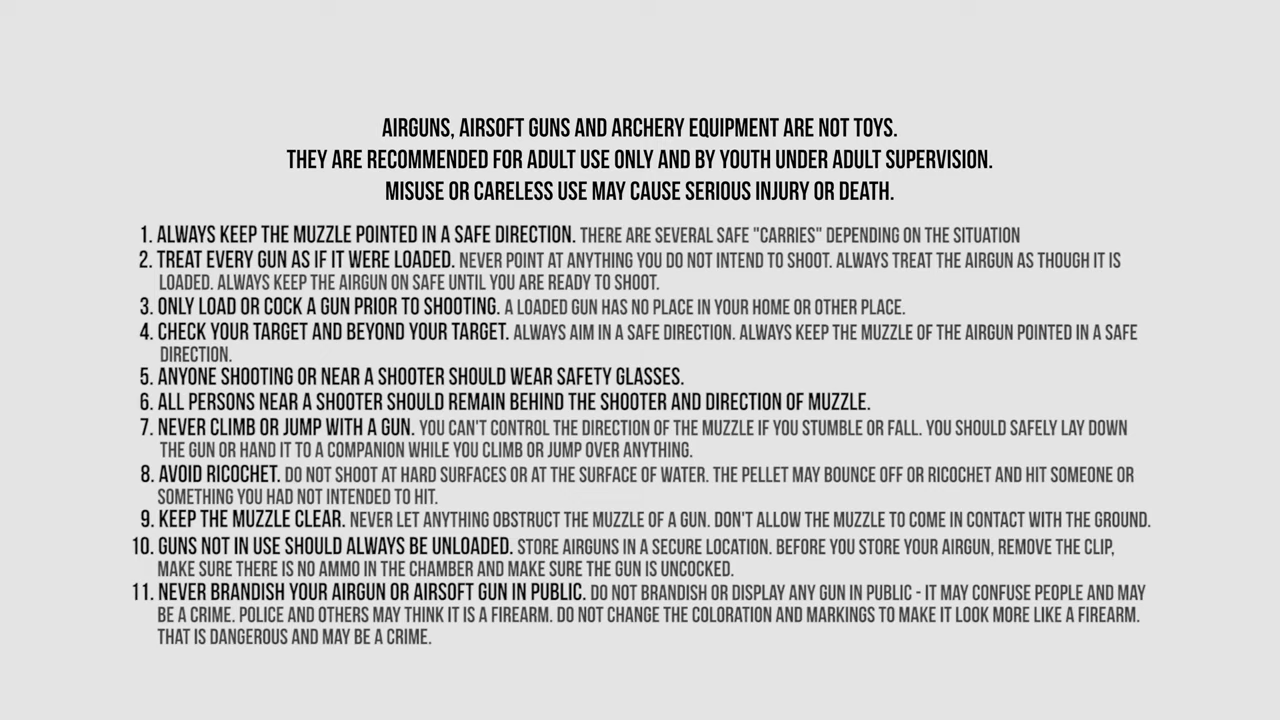 AIRGUNS, AIRSOFT GUNS AND ARCHERY EQUIPMENT ARE NOT TOYS.
THEY ARE RECOMMENDED FOR ADULT USE ONLY AND BY YOUTH UNDER ADULT SUPERVISION.
MISUSE OR CARELESS USE MAY CAUSE SERIOUS INJURY OR DEATH.
1. ALWAYS KEEP THE MUZZLE POINTED IN A SAFE DIRECTION. THERE ARE SEVERAL SAFE "CARRIES" DEPENDING ON THE SITUATION
2. TREAT EVERY GUN AS IF IT WERE LOADED. NEVER POINT AT ANYTHING YOU DO NOT INTEND TO SHOOT. ALWAYS TREAT THE AIRGUN AS THOUGH IT IS
LOADED. ALWAYS KEEP THE AIRGUN ON SAFE UNTIL YOU ARE READY TO SHOOT.
3. ONLY LOAD OR COCK A GUN PRIOR TO SHOOTING. A LOADED GUN HAS NO PLACE IN YOUR HOME OR OTHER PLACE.
4. CHECK YOUR TARGET AND BEYOND YOUR TARGET. ALWAYS AIM IN A SAFE DIRECTION. ALWAYS KEEP THE MUZZLE OF THE AIRGUN POINTED IN A SAFE
DIRECTION.
5. ANYONE SHOOTING OR NEAR A SHOOTER SHOULD WEAR SAFETY GLASSES.
6. ALL PERSONS NEAR A SHOOTER SHOULD REMAIN BEHIND THE SHOOTER AND DIRECTION OF MUZZLE.
7. NEVER CLIMB OR JUMP WITH A GUN. YOU CAN'T CONTROL THE DIRECTION OF THE MUZZLE IF YOU STUMBLE OR FALL. YOU SHOULD SAFELY LAY DOWN
THE GUN OR HAND IT TO A COMPANION WHILE YOU CLIMB OR JUMP OVER ANYTHING.
8. AVOID RICOCHET. DO NOT SHOOT AT HARD SURFACES OR AT THE SURFACE OF WATER. THE PELLET MAY BOUNCE OFF OR RICOCHET AND HIT SOMEONE OR
SOMETHING YOU HAD NOT INTENDED TO HIT.
9. KEEP THE MUZZLE CLEAR. NEVER LET ANYTHING OBSTRUCT THE MUZZLE OF A GUN. DON'T ALLOW THE MUZZLE TO COME IN CONTACT WITH THE GROUND.
10. GUNS NOT IN USE SHOULD ALWAYS BE UNLOADED. STORE AIRGUNS IN A SECURE LOCATION. BEFORE YOU STORE YOUR AIRGUN, REMOVE THE CLIP,
MAKE SURE THERE IS NO AMMO IN THE CHAMBER AND MAKE SURE THE GUN IS UNCOCKED.
11. NEVER BRANDISH YOUR AIRGUN OR AIRSOFT GUN IN PUBLIC. DO NOT BRANDISH OR DISPLAY ANY GUN IN PUBLIC - IT MAY CONFUSE PEOPLE AND MAY
BE A CRIME. POLICE AND OTHERS MAY THINK IT IS A FIREARM. DO NOT CHANGE THE COLORATION AND MARKINGS TO MAKE IT LOOK MORE LIKE A FIREARM.
THAT IS DANGEROUS AND MAY BE A CRIME.